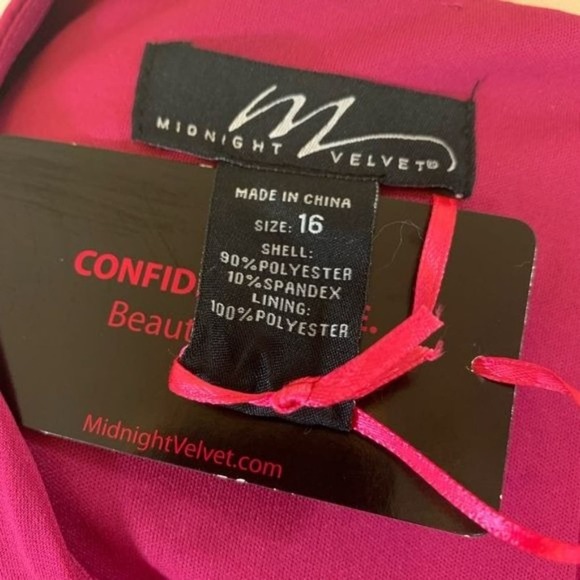 MIDNIGHT VELVET®
MADE IN CHINA
SIZE: 16
SHELL:
90%POLYESTER
10%SPANDEX
LINING:
100%POLYESTER
MidnightVelvet.com